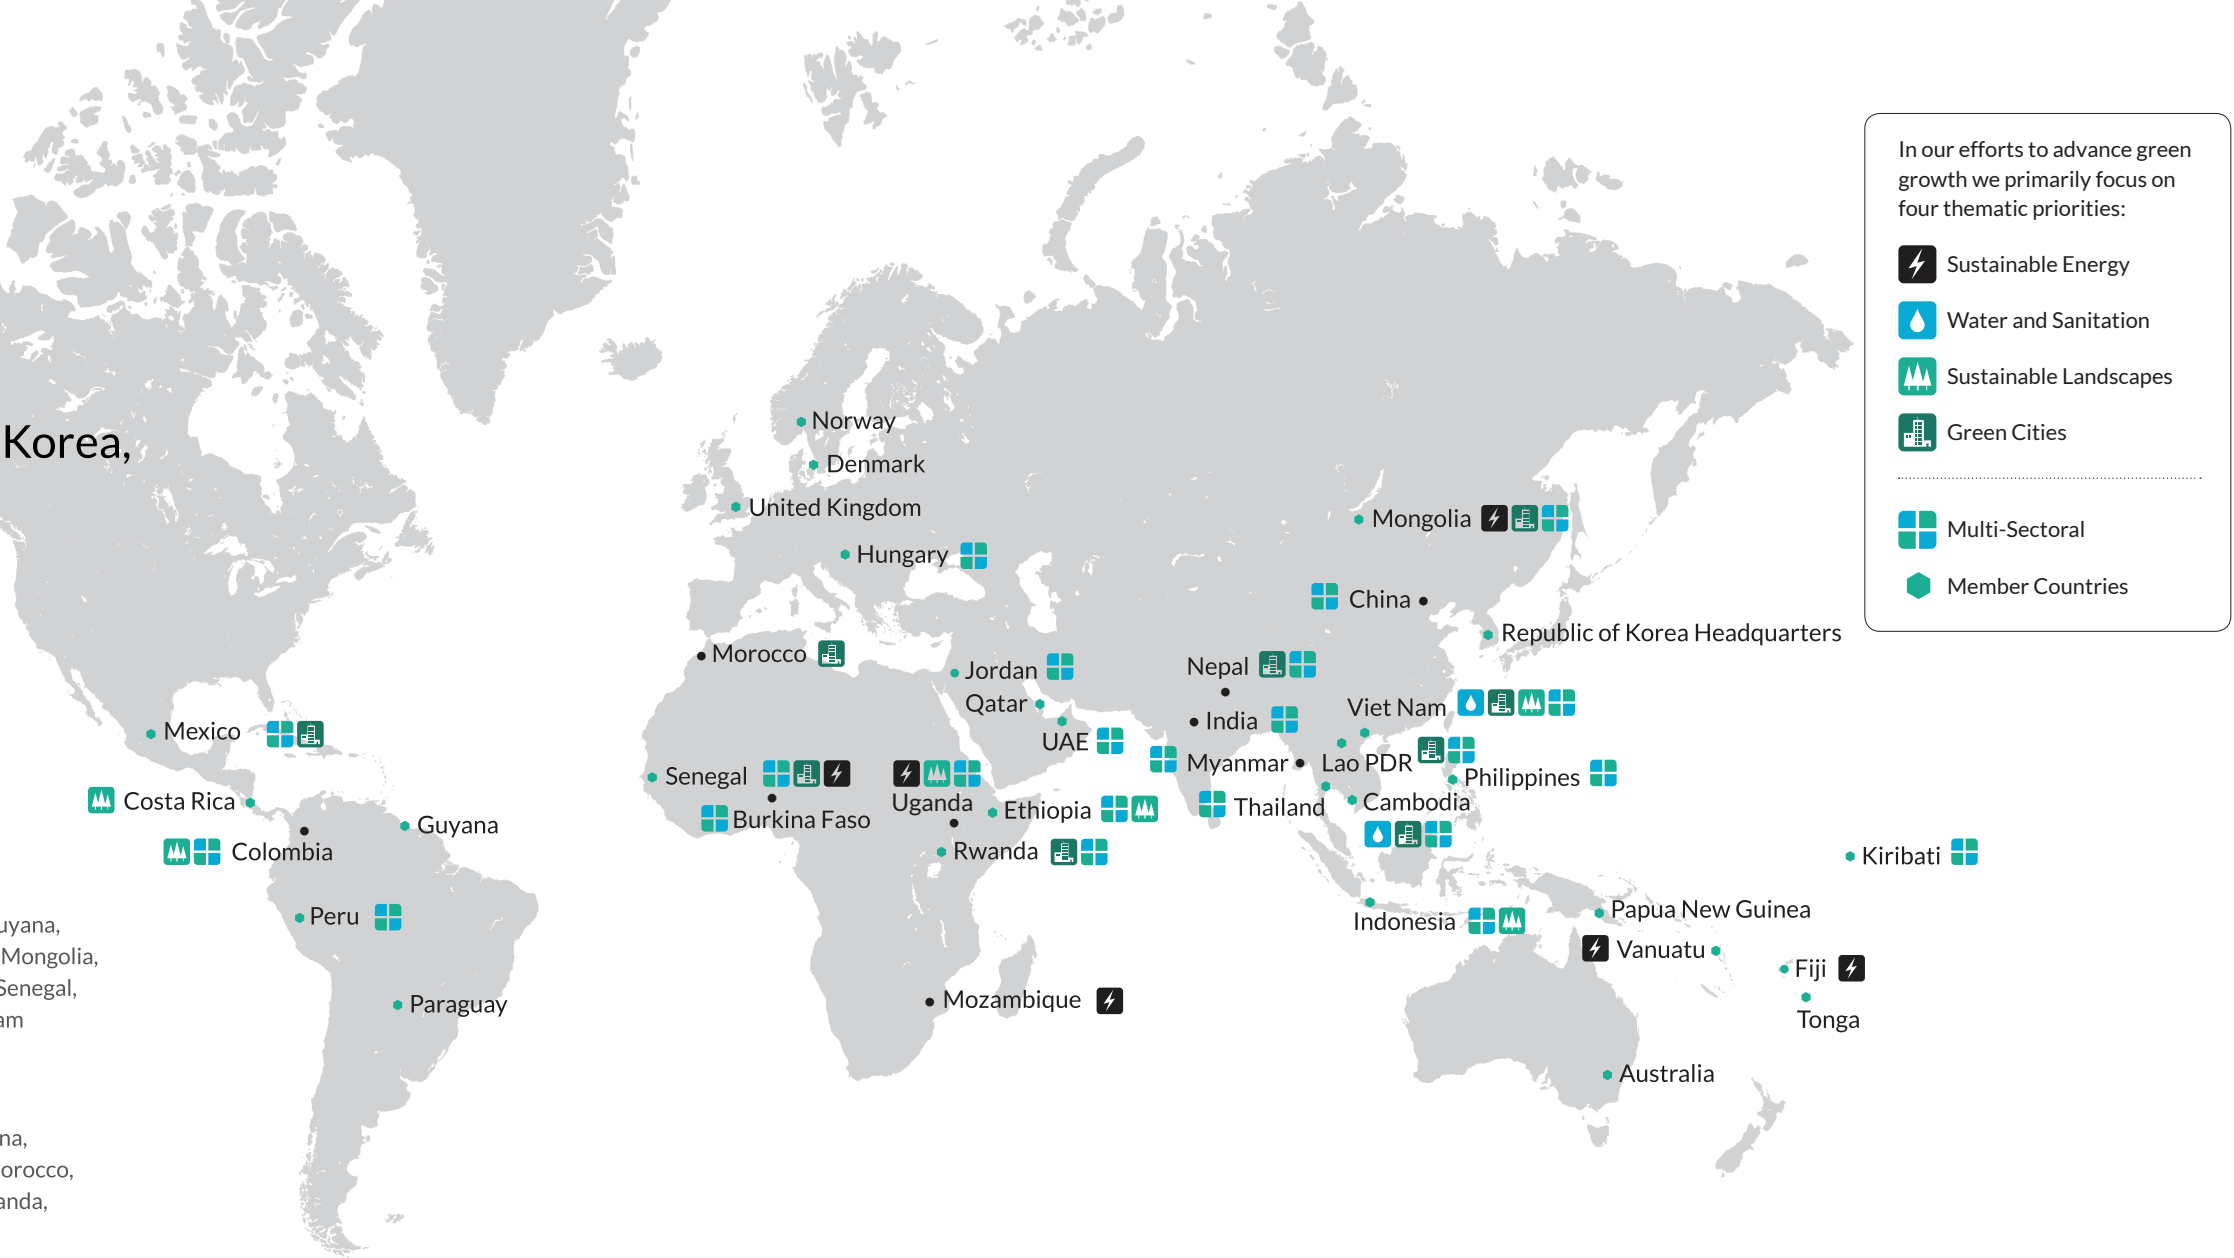 In our efforts to advance green
growth we primarily focus on
four thematic priorities:
Sustainable Energy
Water and Sanitation
Sustainable Landscapes
Green Cities
Multi-Sectoral
Member Countries
Korea,
Norway
Denmark
United Kingdom
Hungary
Mongolia
China
Republic of Korea Headquarters
Morocco
Jordan
Nepal
Qatar
Viet Nam
India
Mexico
UAE
Myanmar
Lao PDR
Senegal
Philippines
Uganda
Costa Rica
Ethiopia
Thailand
Cambodia
Burkina Faso
Guyana
Colombia
Rwanda
Kiribati
Peru
Papua New Guinea
Indonesia
Vanuatu
Fiji
Mozambique
Paraguay
Tonga
Australia
uyana,
Mongolia,
Senegal,
am
na,
orocco,
anda,